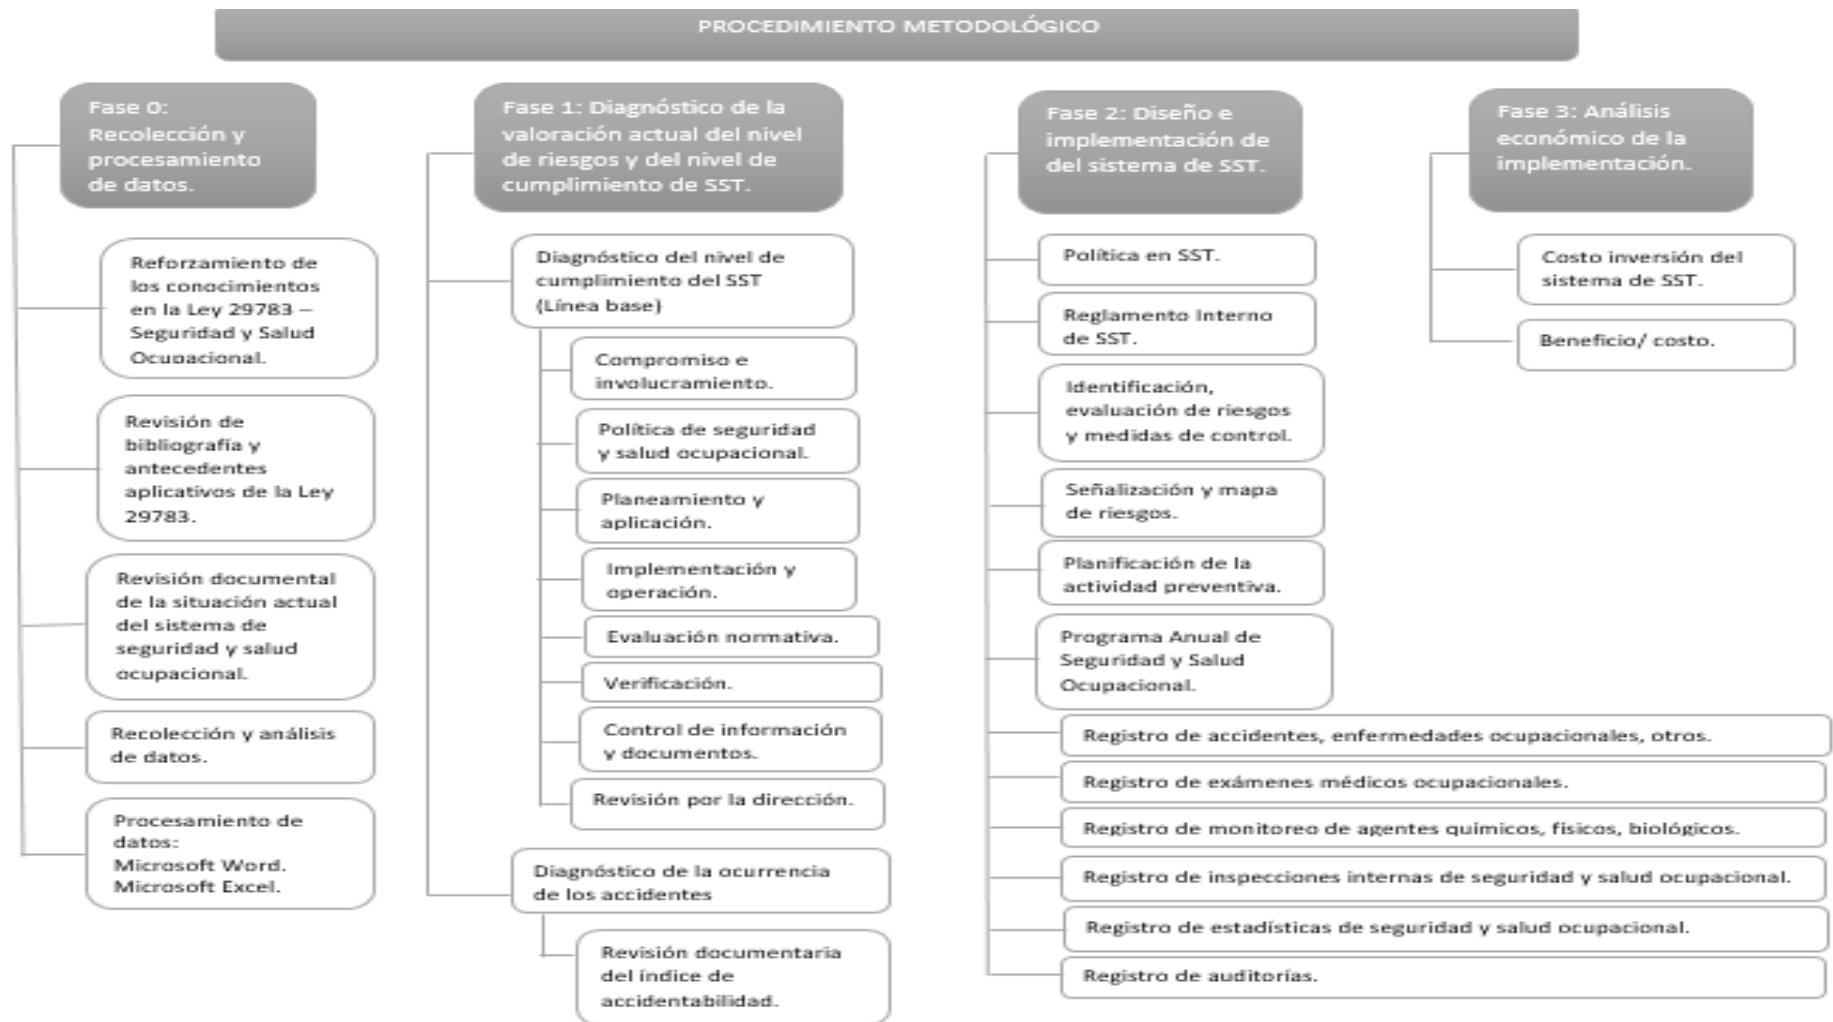 PROCEDIMIENTO METODOLÓGICO
Fase 0:
Recolección y
procesamiento
de datos.
Reforzamiento de
los conocimientos
en la Ley 29783 –
Seguridad y Salud
Ocupacional.
Revisión de
bibliografía y
antecedentes
aplicativos de la Ley
29783.
Revisión documental
de la situación actual
del sistema de
seguridad y salud
ocupacional.
Recolección y análisis
de datos.
Procesamiento de
datos:
Microsoft Word.
Microsoft Excel.
Fase 1: Diagnóstico de la
valoración actual del nivel
de riesgos y del nivel de
cumplimiento de SST.
Diagnóstico del nivel de
cumplimiento del SST
(Línea base)
Compromiso e
involucramiento.
Política de seguridad
y salud ocupacional.
Planeamiento y
aplicación.
Implementación y
operación.
Evaluación normativa.
Verificación.
Control de información
y documentos.
Revisión por la dirección.
Diagnóstico de la ocurrencia
de los accidentes
Revisión documentaria
del índice de
accidentabilidad.
Fase 2: Diseño e
implementación de
del sistema de SST.
Política en SST.
Reglamento Interno
de SST.
Identificación,
evaluación de riesgos
y medidas de control.
Señalización y mapa
de riesgos.
Planificación de la
actividad preventiva.
Programa Anual de
Seguridad y Salud
Ocupacional.
Registro de accidentes, enfermedades ocupacionales, otros.
Registro de exámenes médicos ocupacionales.
Registro de monitoreo de agentes químicos, físicos, biológicos.
Registro de inspecciones internas de seguridad y salud ocupacional.
Registro de estadísticas de seguridad y salud ocupacional.
Registro de auditorías.
Fase 3: Análisis
económico de la
implementación.
Costo inversión del
sistema de SST.
Beneficio/ costo.